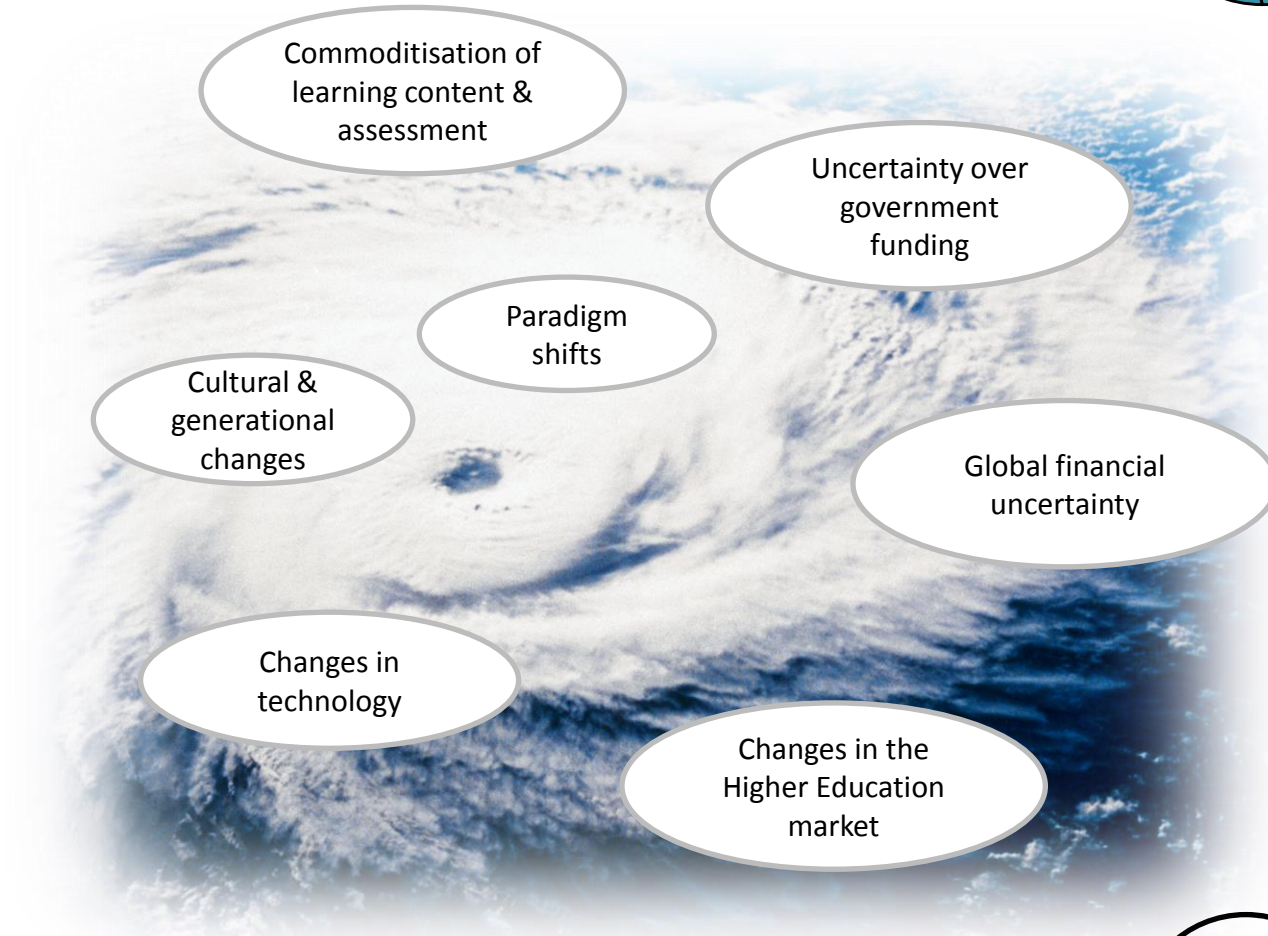 Commoditisation of
learning content &
assessment
Uncertainty over
government
funding
Paradigm
shifts
Cultural &
generational
changes
Global financial
uncertainty
Changes in
technology
Changes in the
Higher Education
market